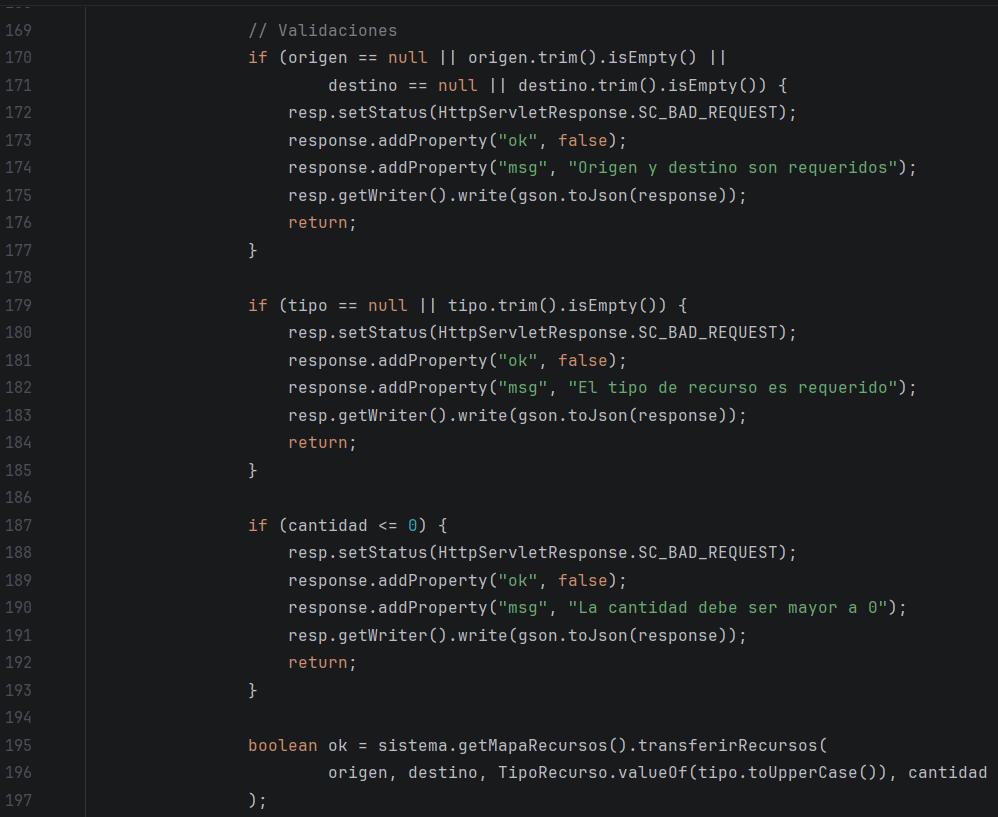 169 // Validaciones
170 if (origen == null || origen.trim().isEmpty() ||
171 destino == null || destino.trim().isEmpty()) {
172 resp.setStatus(HttpServletResponse.SC_BAD_REQUEST);
173 response.addProperty("ok", false);
174 response.addProperty("msg", "Origen y destino son requeridos");
175 resp.getWriter().write(gson.toJson(response));
176 return;
177 }
178
179 if (tipo == null || tipo.trim().isEmpty()) {
180 resp.setStatus(HttpServletResponse.SC_BAD_REQUEST);
181 response.addProperty("ok", false);
182 response.addProperty("msg", "El tipo de recurso es requerido");
183 resp.getWriter().write(gson.toJson(response));
184 return;
185 }
186
187 if (cantidad <= 0) {
188 resp.setStatus(HttpServletResponse.SC_BAD_REQUEST);
189 response.addProperty("ok", false);
190 response.addProperty("msg", "La cantidad debe ser mayor a 0");
191 resp.getWriter().write(gson.toJson(response));
192 return;
193 }
194
195 boolean ok = sistema.getMapaRecursos().transferirRecursos(
196 origen, destino, TipoRecurso.valueOf(tipo.toUpperCase()), cantidad
197 );